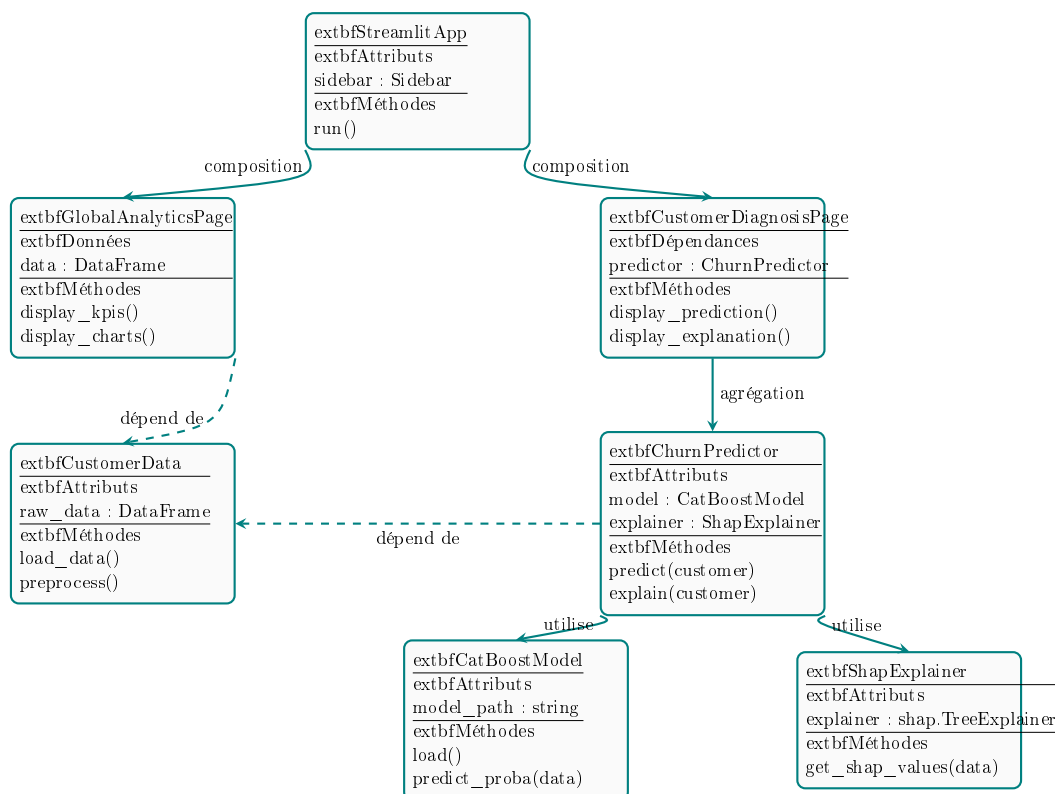 extbfStreamlitApp
extbfAttributs
sidebar : Sidebar
extbfMéthodes
run()
composition
composition
extbfGlobalAnalyticsPage
extbfDonnées
data : DataFrame
extbfMéthodes
display_kpis()
display_charts()
extbfCustomerDiagnosisPage
extbfDépendances
predictor : ChurnPredictor
extbfMéthodes
display_prediction()
display_explanation()
dépend de
agrégation
extbfCustomerData
extbfAttributs
raw_data : DataFrame
extbfMéthodes
load_data()
preprocess()
dépend de
extbfChurnPredictor
extbfAttributs
model : CatBoostModel
explainer : ShapExplainer
extbfMéthodes
predict(customer)
explain(customer)
utilise
utilise
extbfCatBoostModel
extbfAttributs
model_path : string
extbfMéthodes
load()
predict_proba(data)
extbfShapExplainer
extbfAttributs
explainer : shap.TreeExplainer
extbfMéthodes
get_shap_values(data)